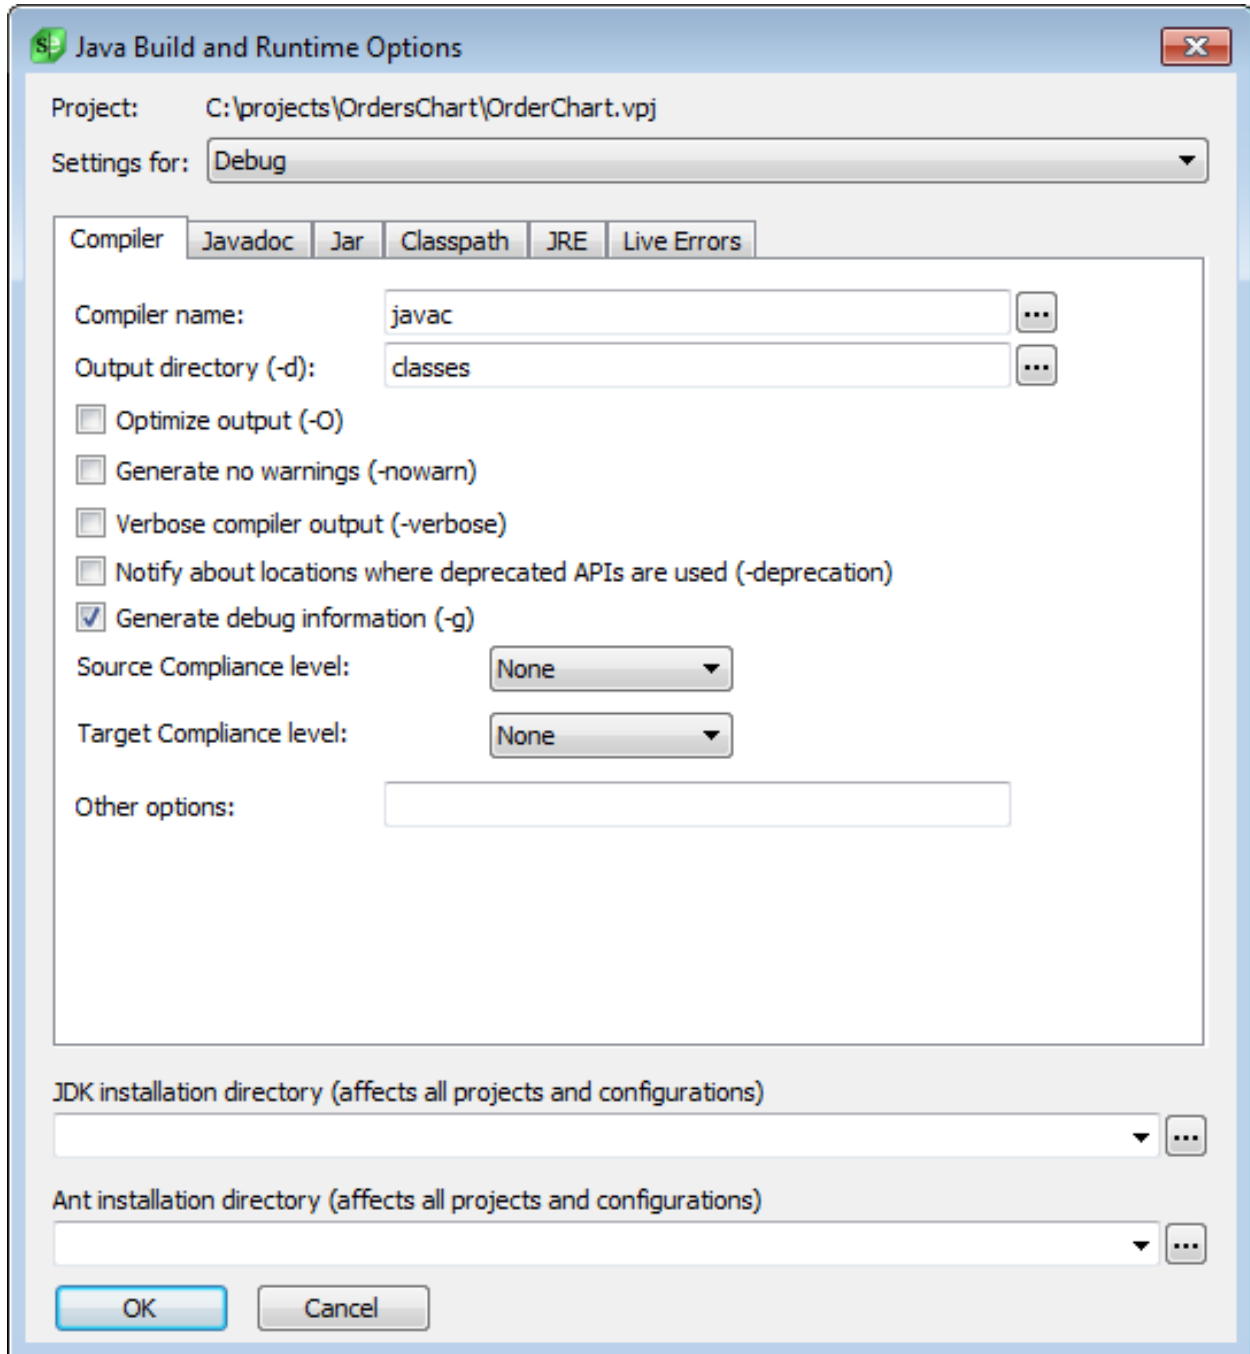 Java Build and Runtime Options
Project: C:\projects\OrdersChart\OrderChart.vpj
Settings for: Debug
Compiler Javadoc Jar Classpath JRE Live Errors
Compiler name: javac ...
Output directory (-d): classes ...
Optimize output (-O)
Generate no warnings (-nowarn)
Verbose compiler output (-verbose)
Notify about locations where deprecated APIs are used (-deprecation)
Generate debug information (-g)
Source Compliance level: None
Target Compliance level: None
Other options:
JDK installation directory (affects all projects and configurations)
...
Ant installation directory (affects all projects and configurations)
...
OK Cancel